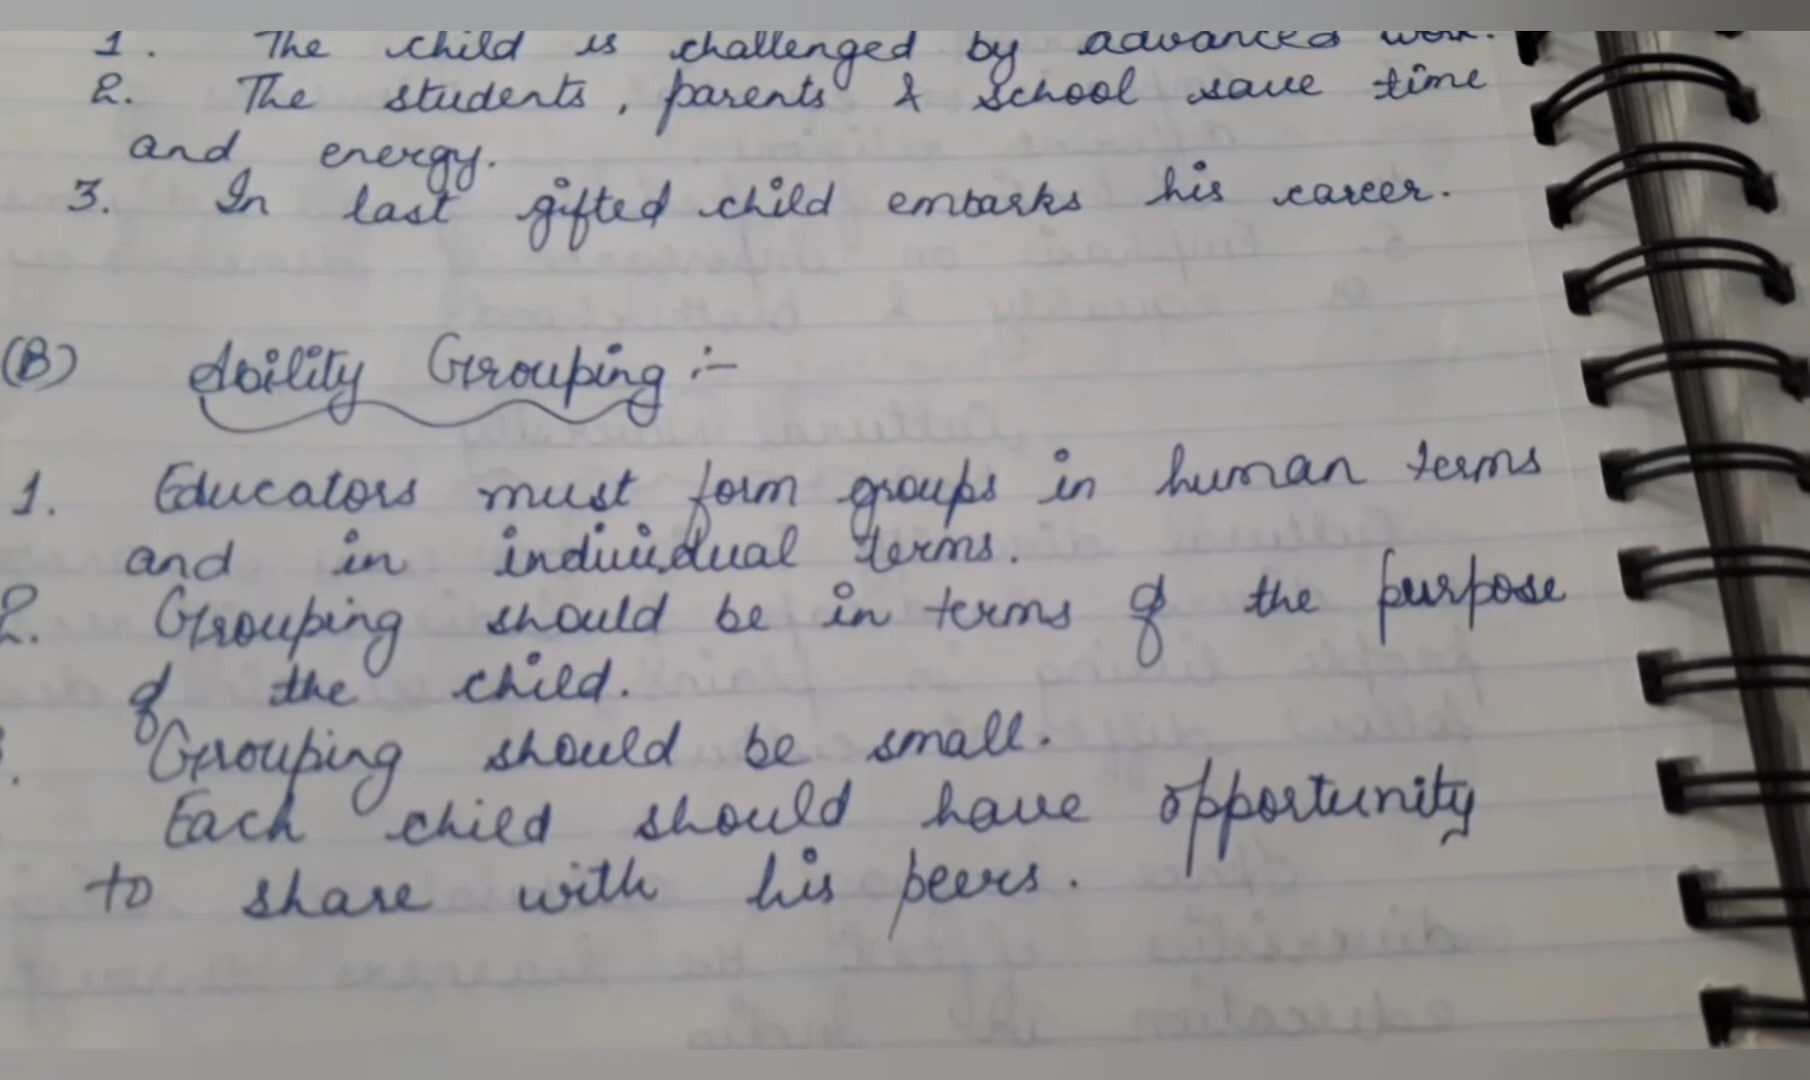 1. The child is challenged by advanced work.
2. The students, parents & school save time
and energy.
3. In last gifted child embarks his career.
(B) Ability Grouping :-
1. Educators must form groups in human terms
and in individual terms.
2. Grouping should be in terms of the purpose
of the child.
Grouping should be small.
Each child should have opportunity
to share with his peers.